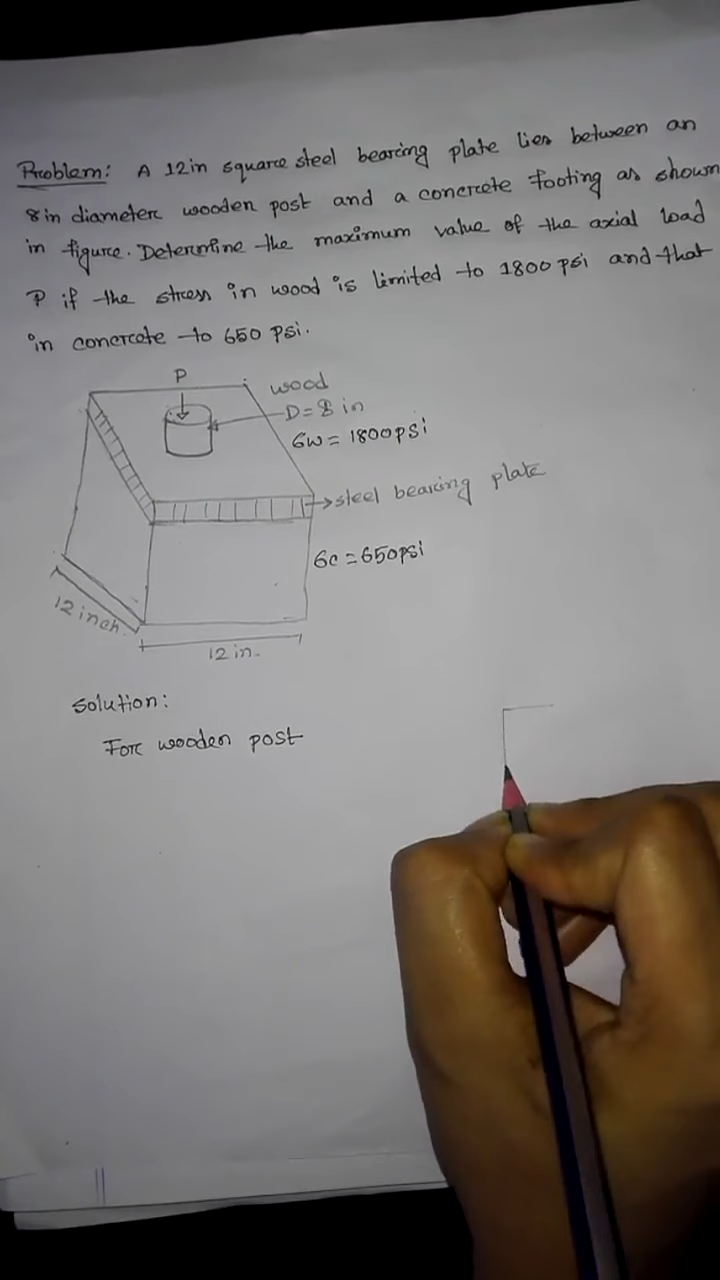 Problem: A 12in square steel bearing plate lies between an
8in diameter wooden post and a concrete footing as shown
in figure. Determine the maximum value of the axial load
P if the stress in wood is limited to 1800 psi and that
in concrete to 650 psi.
P
wood
D = 8 in
σw = 1800psi
steel bearing plate
σc = 650psi
12 inch.
12 in.
Solution:
For wooden post